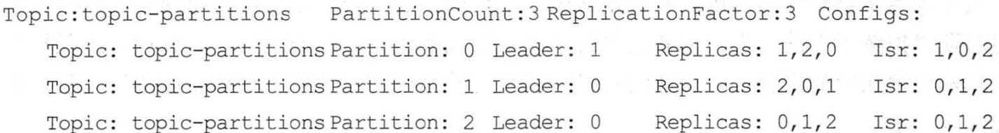 Topic:topic-partitions PartitionCount:3 ReplicationFactor:3 Configs:
Topic: topic-partitions Partition: 0 Leader: 1 Replicas: 1,2,0 Isr: 1,0,2
Topic: topic-partitions Partition: 1 Leader: 0 Replicas: 2,0,1 Isr: 0,1,2
Topic: topic-partitions Partition: 2 Leader: 0 Replicas: 0,1,2 Isr: 0,1,2